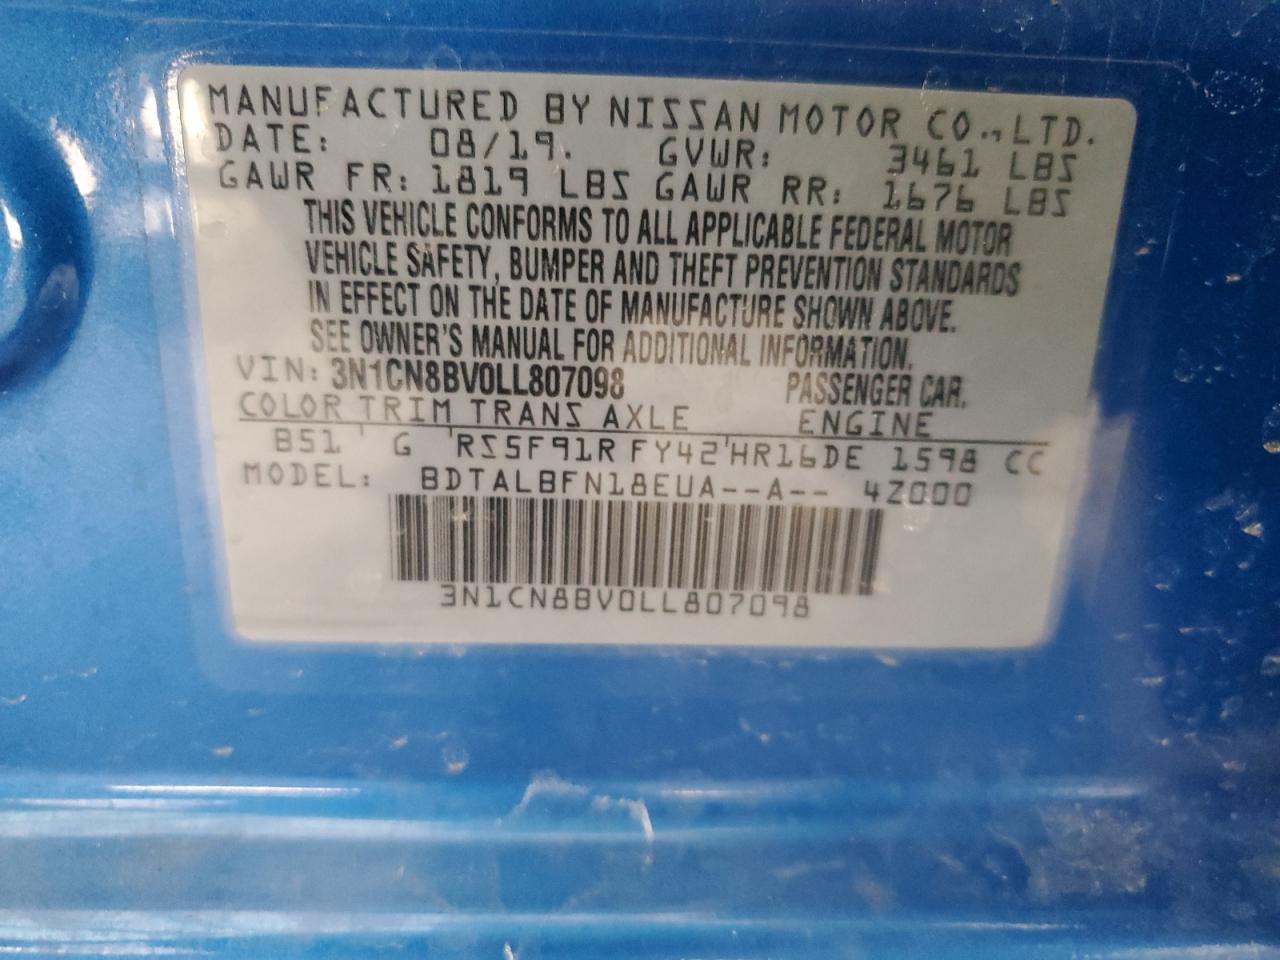 MANUFACTURED BY NISSAN MOTOR CO., LTD.
DATE: 08/19. GVWR: 3461 LBS
GAWR FR: 1819 LBS GAWR RR: 1676 LBS
THIS VEHICLE CONFORMS TO ALL APPLICABLE FEDERAL MOTOR
VEHICLE SAFETY, BUMPER AND THEFT PREVENTION STANDARDS
IN EFFECT ON THE DATE OF MANUFACTURE SHOWN ABOVE.
SEE OWNER'S MANUAL FOR ADDITIONAL INFORMATION.
VIN: 3N1CN8BV0LL807098 PASSENGER CAR.
COLOR TRIM TRANS AXLE ENGINE
B51 G RS5F91R FY42 HR16DE 1598 CC
MODEL: BDTALBFN18EUA--A-- 4Z000
3N1CN8BV0LL807098